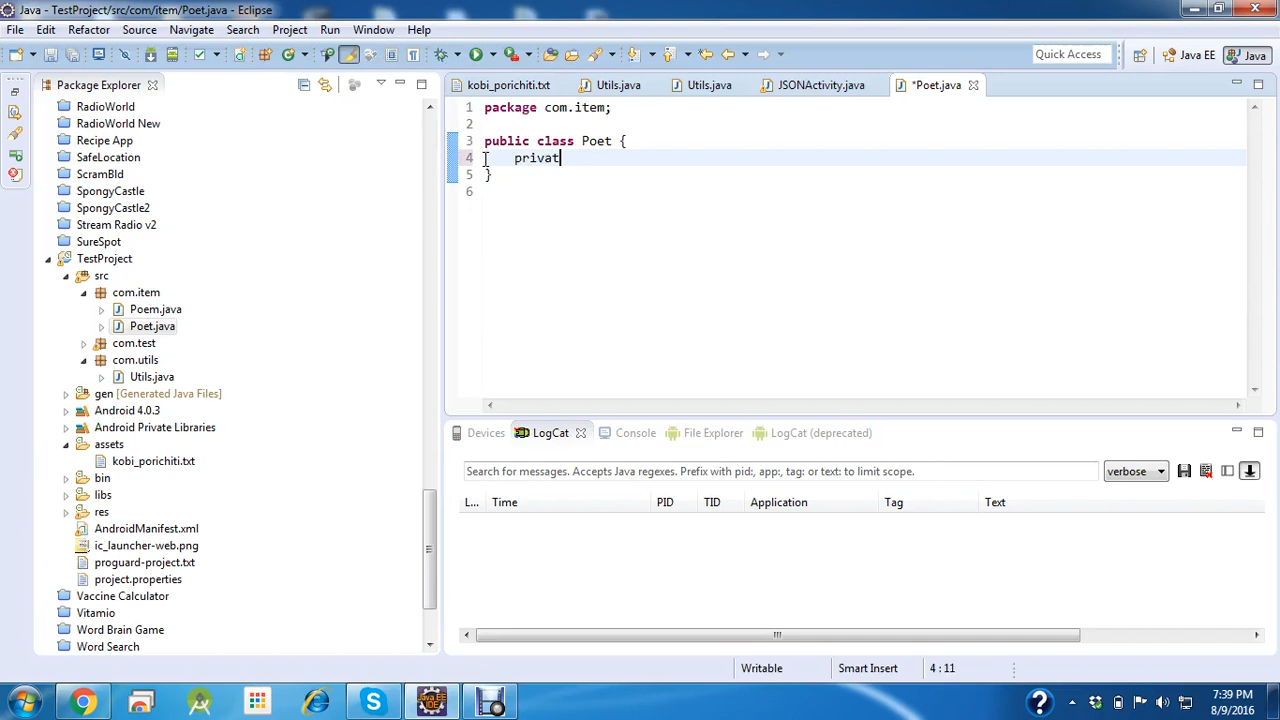 Java - TestProject/src/com/item/Poet.java - Eclipse
File Edit Refactor Source Navigate Search Project Run Window Help
Quick Access Java EE Java
Package Explorer
RadioWorld
RadioWorld New
Recipe App
SafeLocation
ScramBld
SpongyCastle
SpongyCastle2
Stream Radio v2
SureSpot
TestProject
src
com.item
Poem.java
Poet.java
com.test
com.utils
Utils.java
gen [Generated Java Files]
Android 4.0.3
Android Private Libraries
assets
kobi_porichiti.txt
bin
libs
res
AndroidManifest.xml
ic_launcher-web.png
proguard-project.txt
project.properties
Vaccine Calculator
Vitamio
Word Brain Game
Word Search
kobi_porichiti.txt Utils.java Utils.java JSONActivity.java *Poet.java
1 package com.item;
2
3 public class Poet {
4 privat
5 }
6
Devices LogCat Console File Explorer LogCat (deprecated)
Search for messages. Accepts Java regexes. Prefix with pid:, app:, tag: or text: to limit scope. verbose
L... Time PID TID Application Tag Text
Writable Smart Insert 4 : 11
7:39 PM
8/9/2016